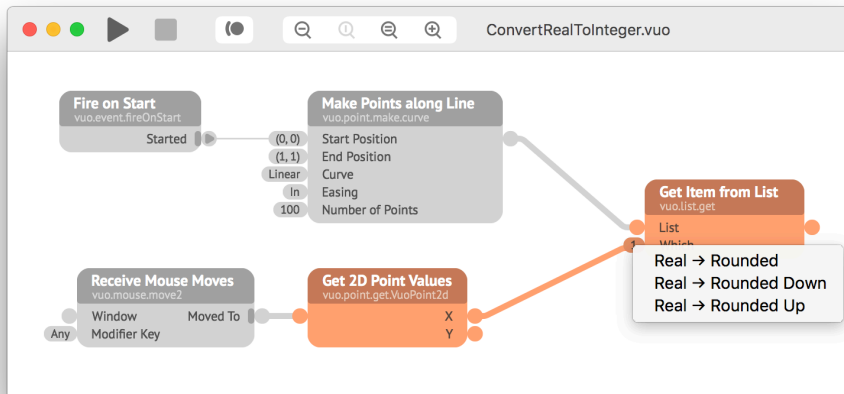 ConvertRealToInteger.vuo
Fire on Start
vuo.event.fireOnStart
Started
Make Points along Line
vuo.point.make.curve
(0, 0) Start Position
(1, 1) End Position
Linear Curve
In Easing
100 Number of Points
Get Item from List
vuo.list.get
List
1 Which
Real → Rounded
Real → Rounded Down
Real → Rounded Up
Receive Mouse Moves
vuo.mouse.move2
Window Moved To
Any Modifier Key
Get 2D Point Values
vuo.point.get.VuoPoint2d
X
Y